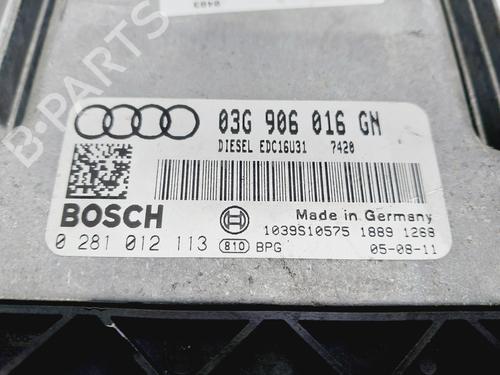 0483
03G 906 016 GN
DIESEL EDC16U31 7420
BOSCH
Made in Germany
1039S10575 1889 1268
0 281 012 113 810 BPG 05-08-11
B-PARTS